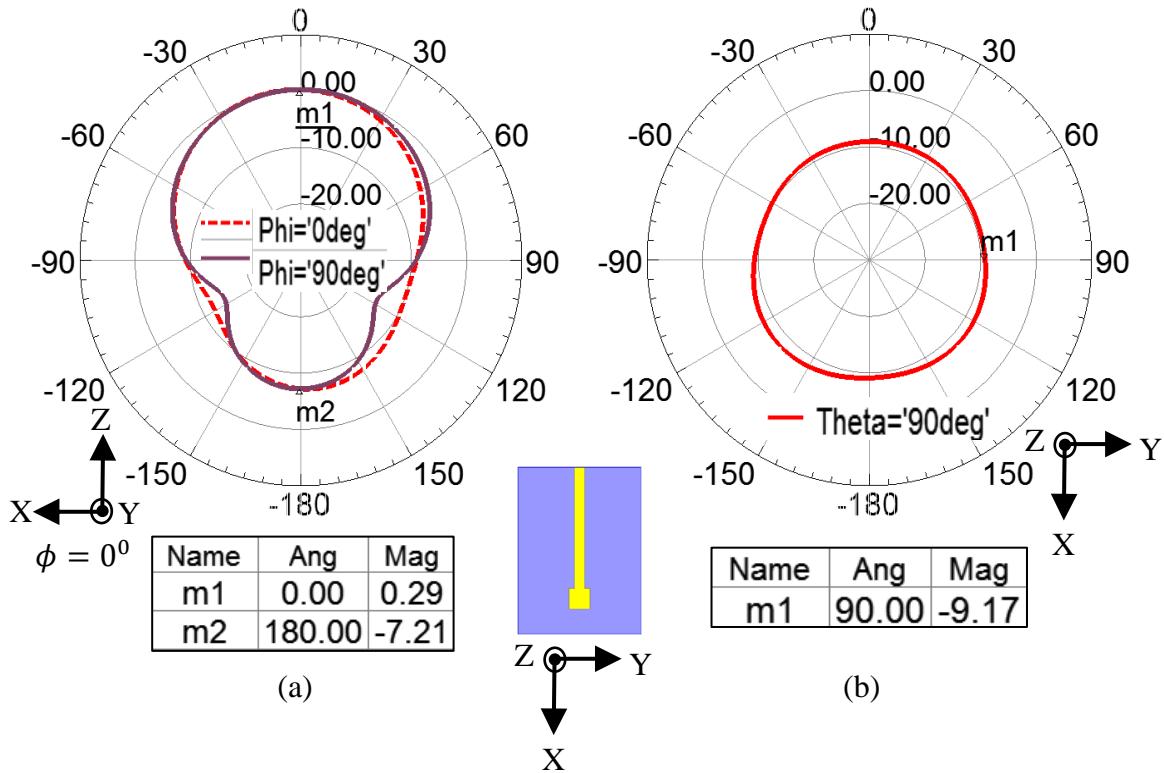 0
-30
30
0.00
m1
-60
60
-10.00
-20.00
Phi='0deg'
Phi='90deg'
-90
90
-120
120
m2
-150
150
-180
Z
X
Y
ϕ = 0⁰
Name Ang Mag
m1 0.00 0.29
m2 180.00 -7.21
(a)
Z
Y
X
0
-30
30
0.00
-60
60
-10.00
-20.00
m1
-90
90
-120
120
Theta='90deg'
-150
150
-180
Z
Y
X
Name Ang Mag
m1 90.00 -9.17
(b)